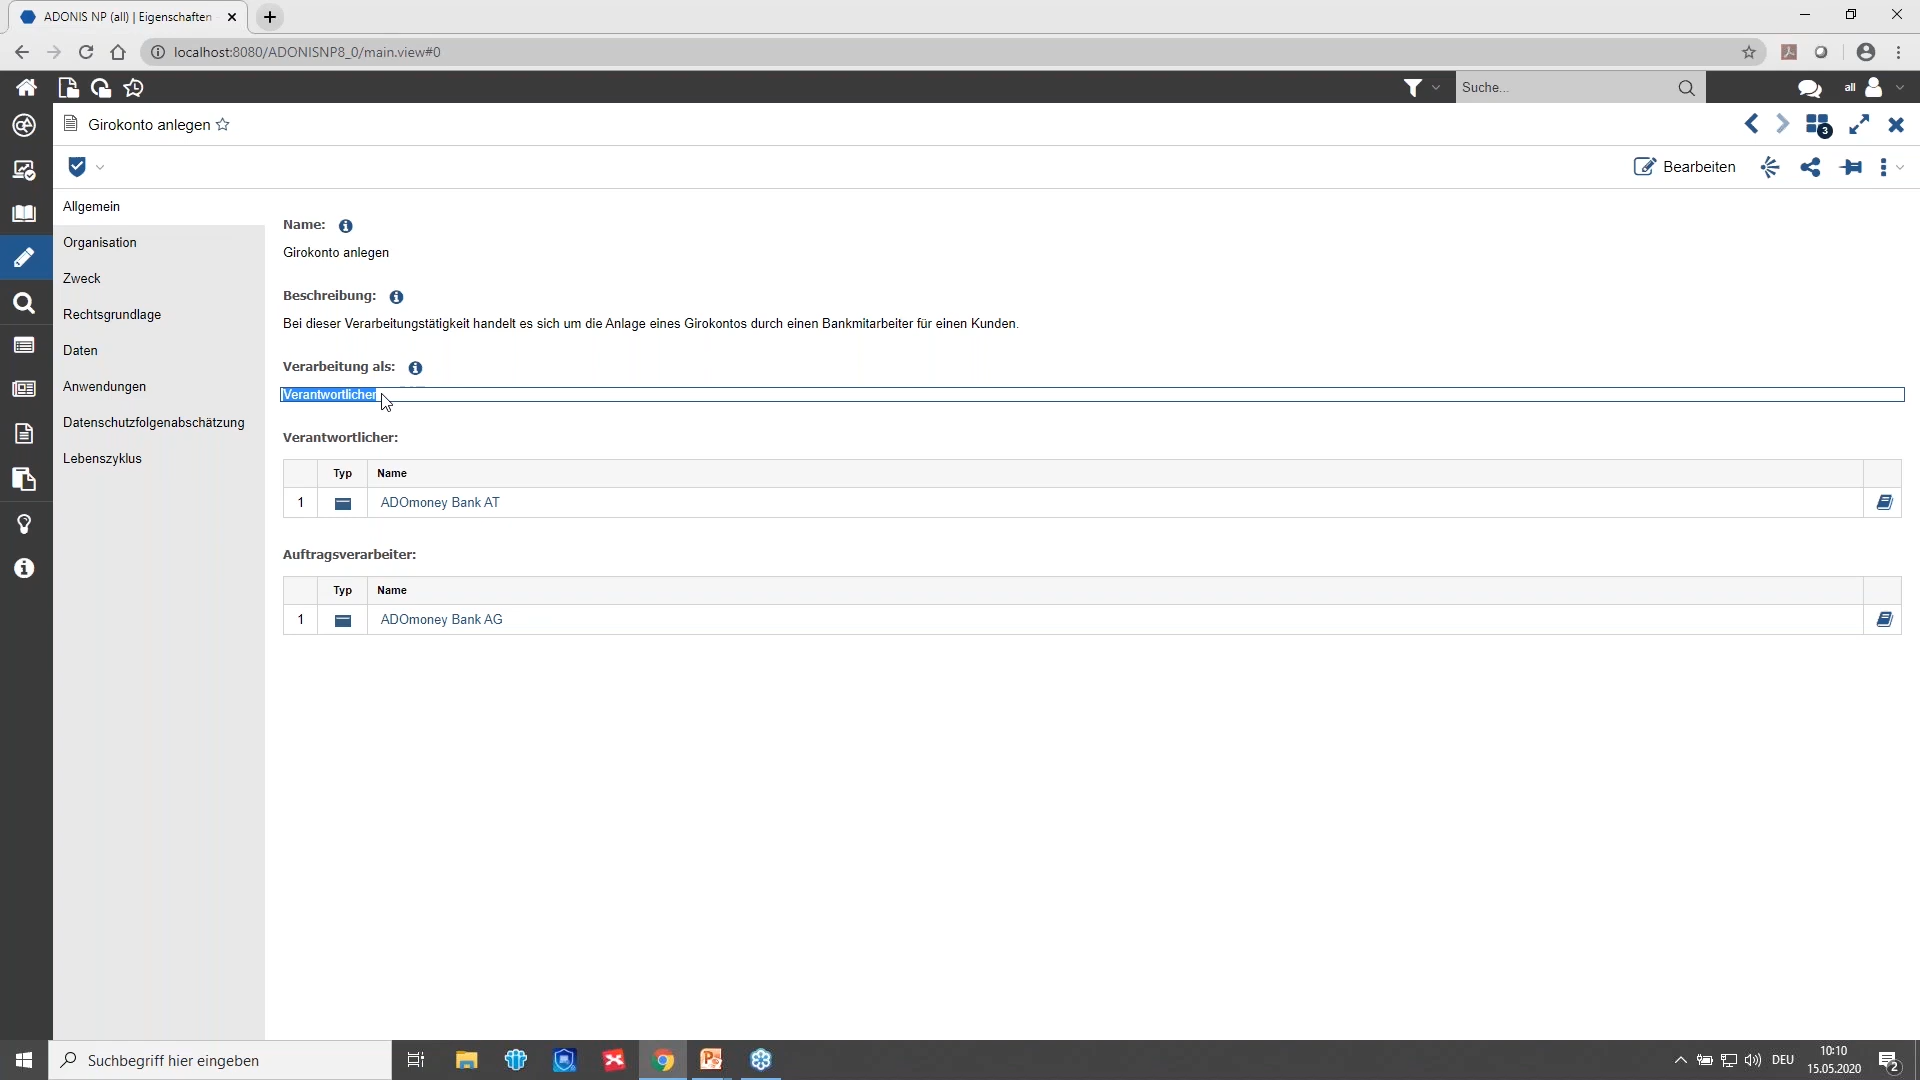 ADONIS NP (all) | Eigenschaften
localhost:8080/ADONISNP8_0/main.view#0
Suche...
all
Girokonto anlegen
3
Bearbeiten
Allgemein
Organisation
Zweck
Rechtsgrundlage
Daten
Anwendungen
Datenschutzfolgenabschätzung
Lebenszyklus
Name:
Girokonto anlegen
Beschreibung:
Bei dieser Verarbeitungstätigkeit handelt es sich um die Anlage eines Girokontos durch einen Bankmitarbeiter für einen Kunden.
Verarbeitung als:
Verantwortlicher
Verantwortlicher:
Typ Name
1 ADOmoney Bank AT
Auftragsverarbeiter:
Typ Name
1 ADOmoney Bank AG
Suchbegriff hier eingeben
DEU
10:10
15.05.2020
2